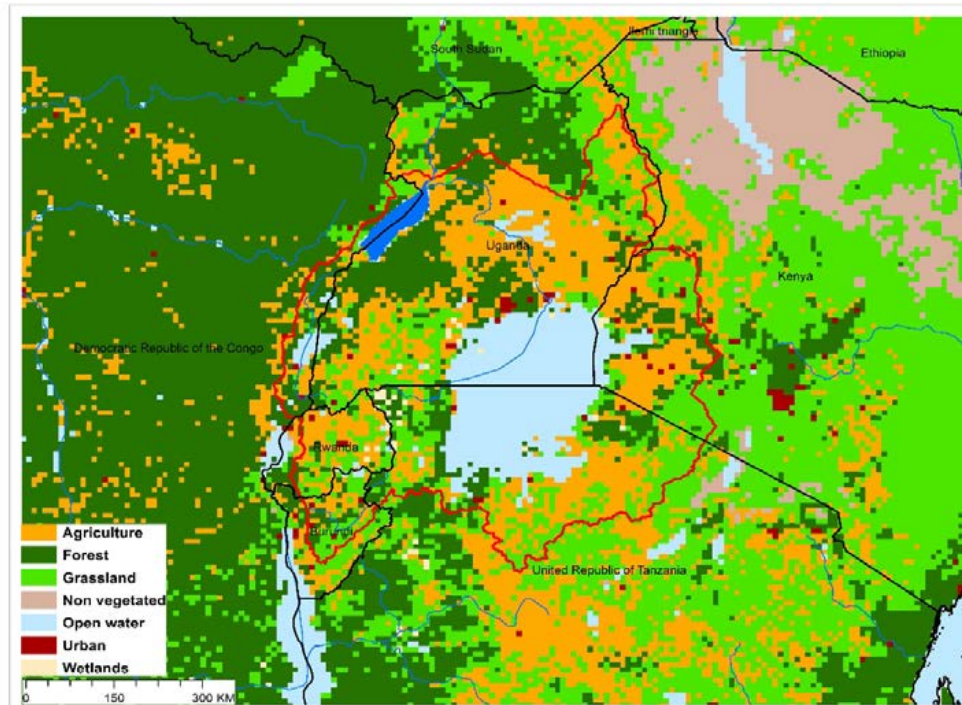 South Sudan
Ilemi triangle
Ethiopia
Uganda
Kenya
Democratic Republic of the Congo
Rwanda
Burundi
United Republic of Tanzania
Agriculture
Forest
Grassland
Non vegetated
Open water
Urban
Wetlands
0 150 300 KM